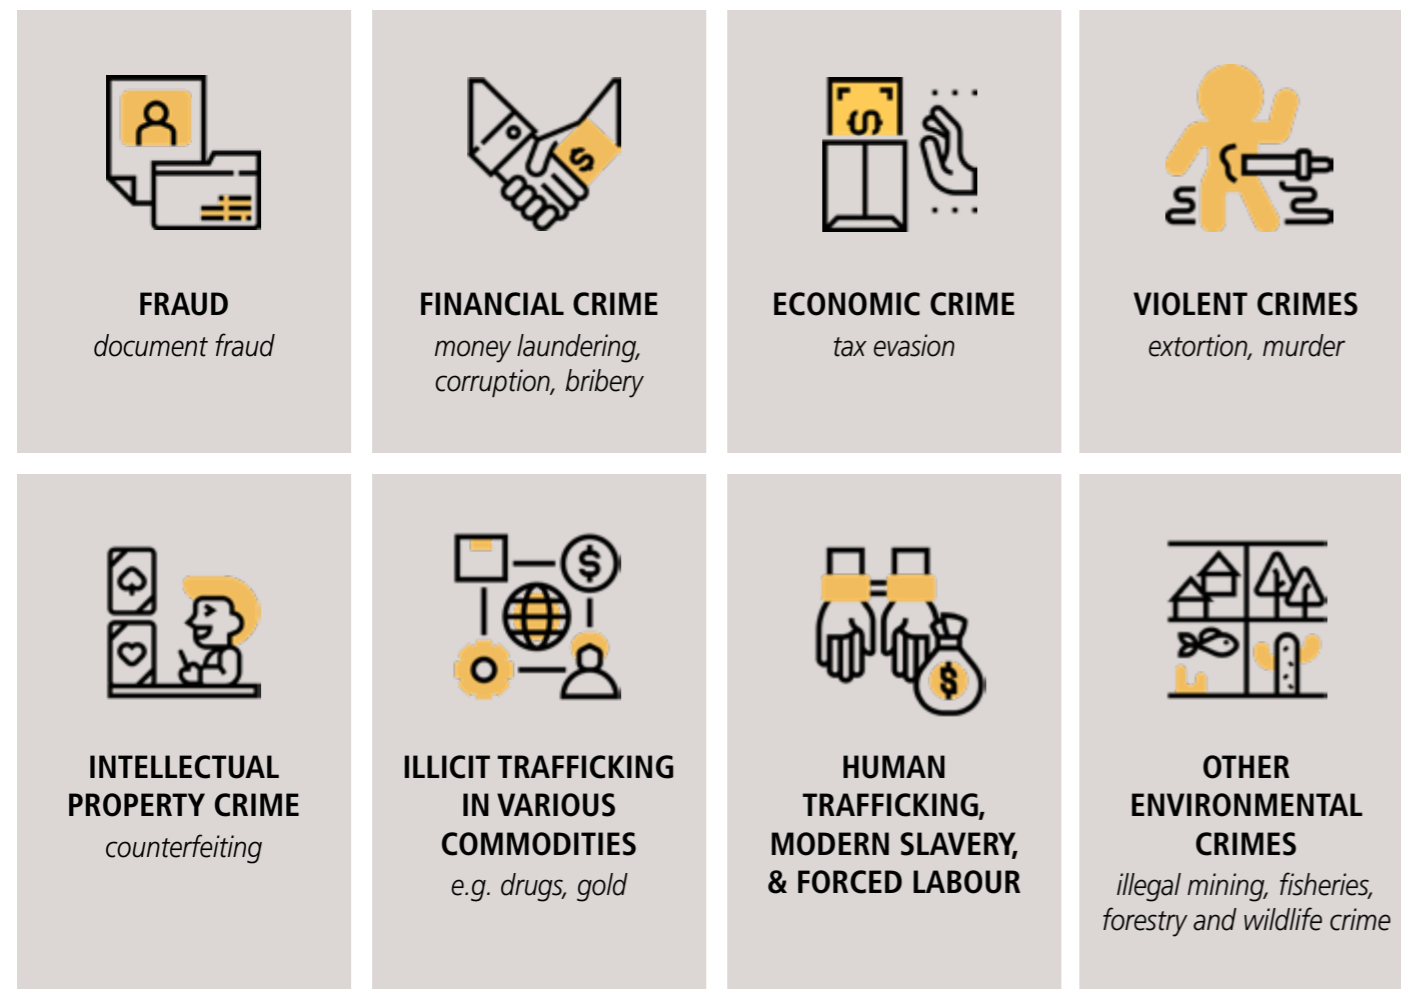 FRAUD
document fraud
FINANCIAL CRIME
money laundering,
corruption, bribery
ECONOMIC CRIME
tax evasion
VIOLENT CRIMES
extortion, murder
INTELLECTUAL
PROPERTY CRIME
counterfeiting
ILLICIT TRAFFICKING
IN VARIOUS
COMMODITIES
e.g. drugs, gold
HUMAN
TRAFFICKING,
MODERN SLAVERY,
& FORCED LABOUR
OTHER
ENVIRONMENTAL
CRIMES
illegal mining, fisheries,
forestry and wildlife crime